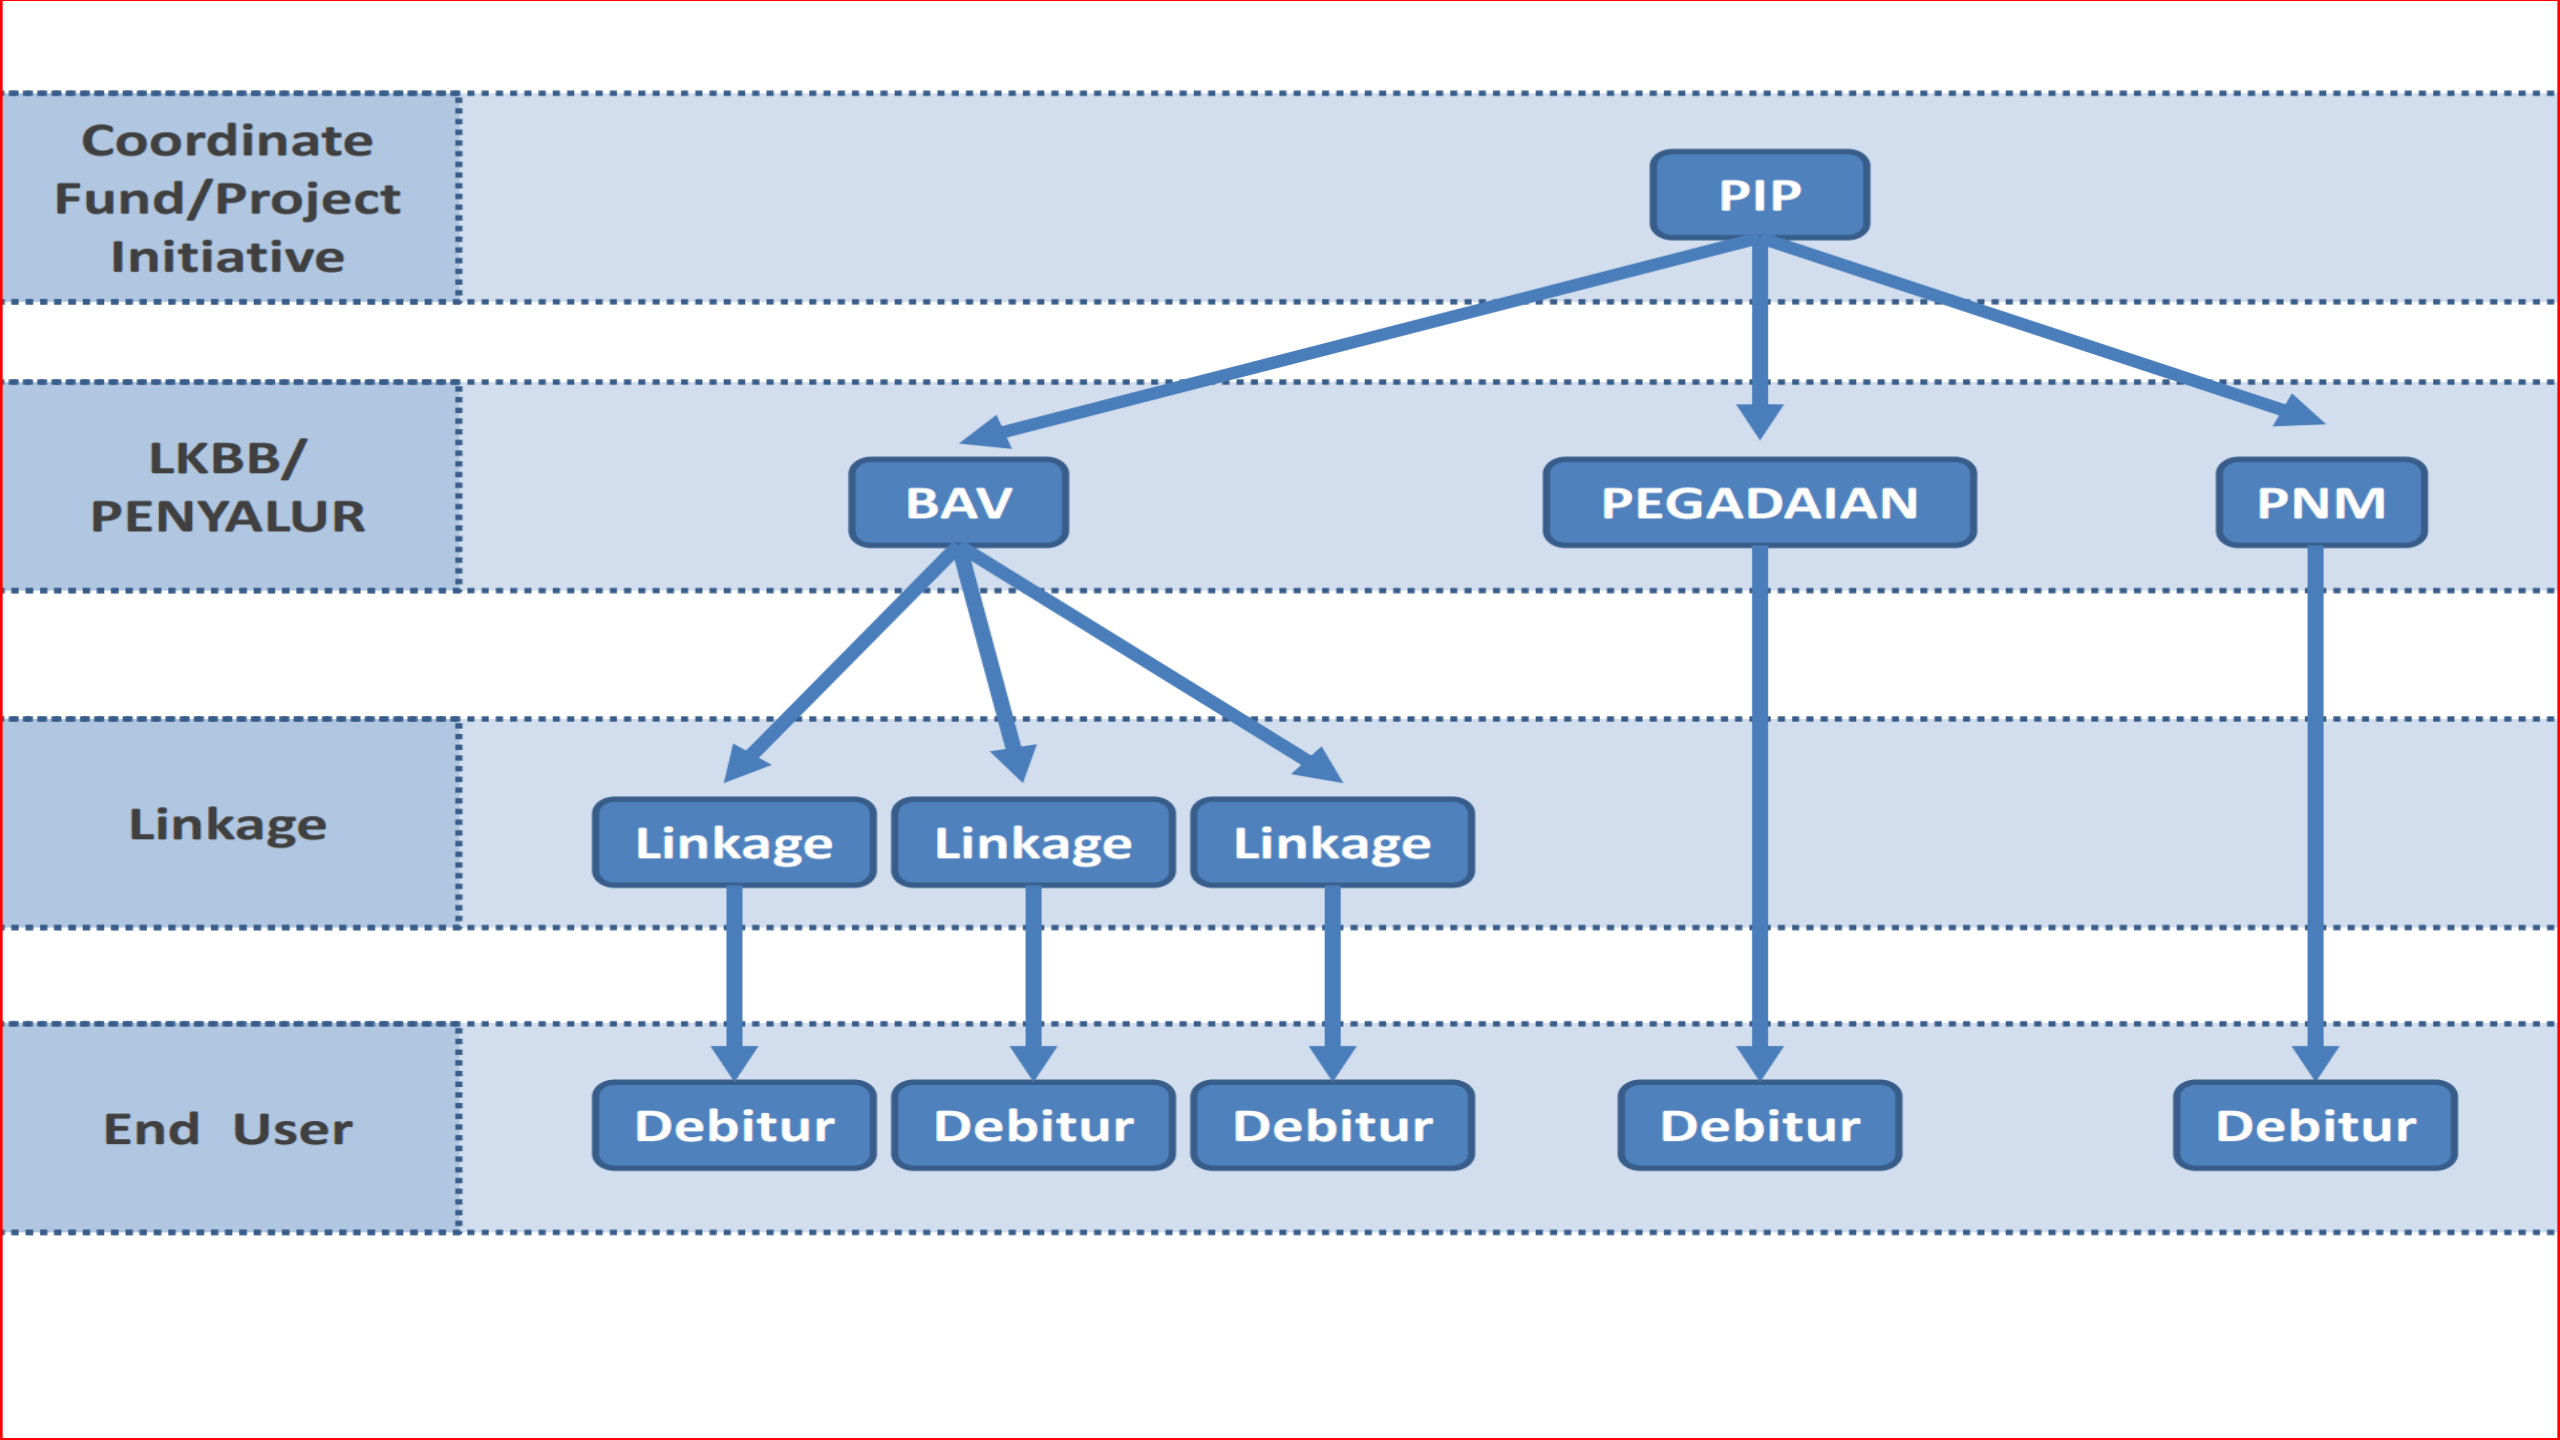 Coordinate
Fund/Project
Initiative
PIP
LKBB/
PENYALUR
BAV
PEGADAIAN
PNM
Linkage
Linkage
Linkage
Linkage
End User
Debitur
Debitur
Debitur
Debitur
Debitur